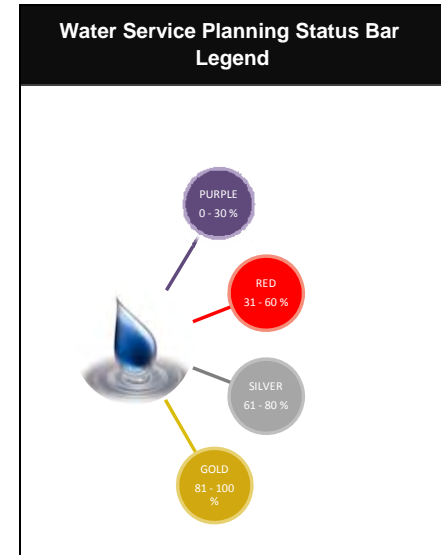 Water Service Planning Status Bar
Legend
PURPLE
0 - 30 %
RED
31 - 60 %
SILVER
61 - 80 %
GOLD
81 - 100
%